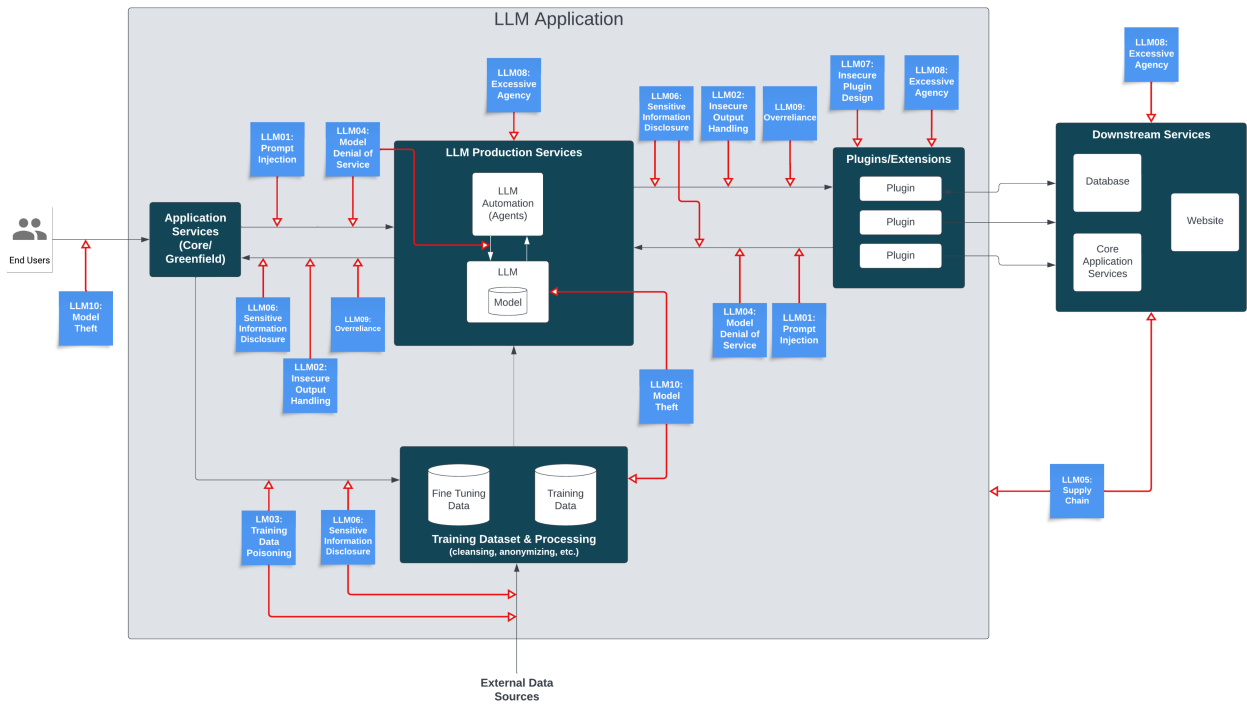 LLM Application
LLM08:
Excessive
Agency
LLM08:
Excessive
Agency
LLM06:
Sensitive
Information
Disclosure
LLM02:
Insecure
Output
Handling
LLM09:
Overreliance
LLM07:
Insecure
Plugin
Design
LLM08:
Excessive
Agency
LLM01:
Prompt
Injection
LLM04:
Model
Denial of
Service
Downstream Services
Database
Website
Core
Application
Services
LLM Production Services
LLM
Automation
(Agents)
LLM
Model
Plugins/Extensions
Plugin
Plugin
Plugin
Application
Services
(Core/
Greenfield)
End Users
LLM10:
Model
Theft
LLM06:
Sensitive
Information
Disclosure
LLM02:
Insecure
Output
Handling
LLM09:
Overreliance
LLM04:
Model
Denial of
Service
LLM01:
Prompt
Injection
LLM10:
Model
Theft
LLM05:
Supply
Chain
Fine Tuning
Data
Training
Data
Training Dataset & Processing
(cleansing, anonymizing, etc.)
LM03:
Training
Data
Poisoning
LLM06:
Sensitive
Information
Disclosure
External Data
Sources